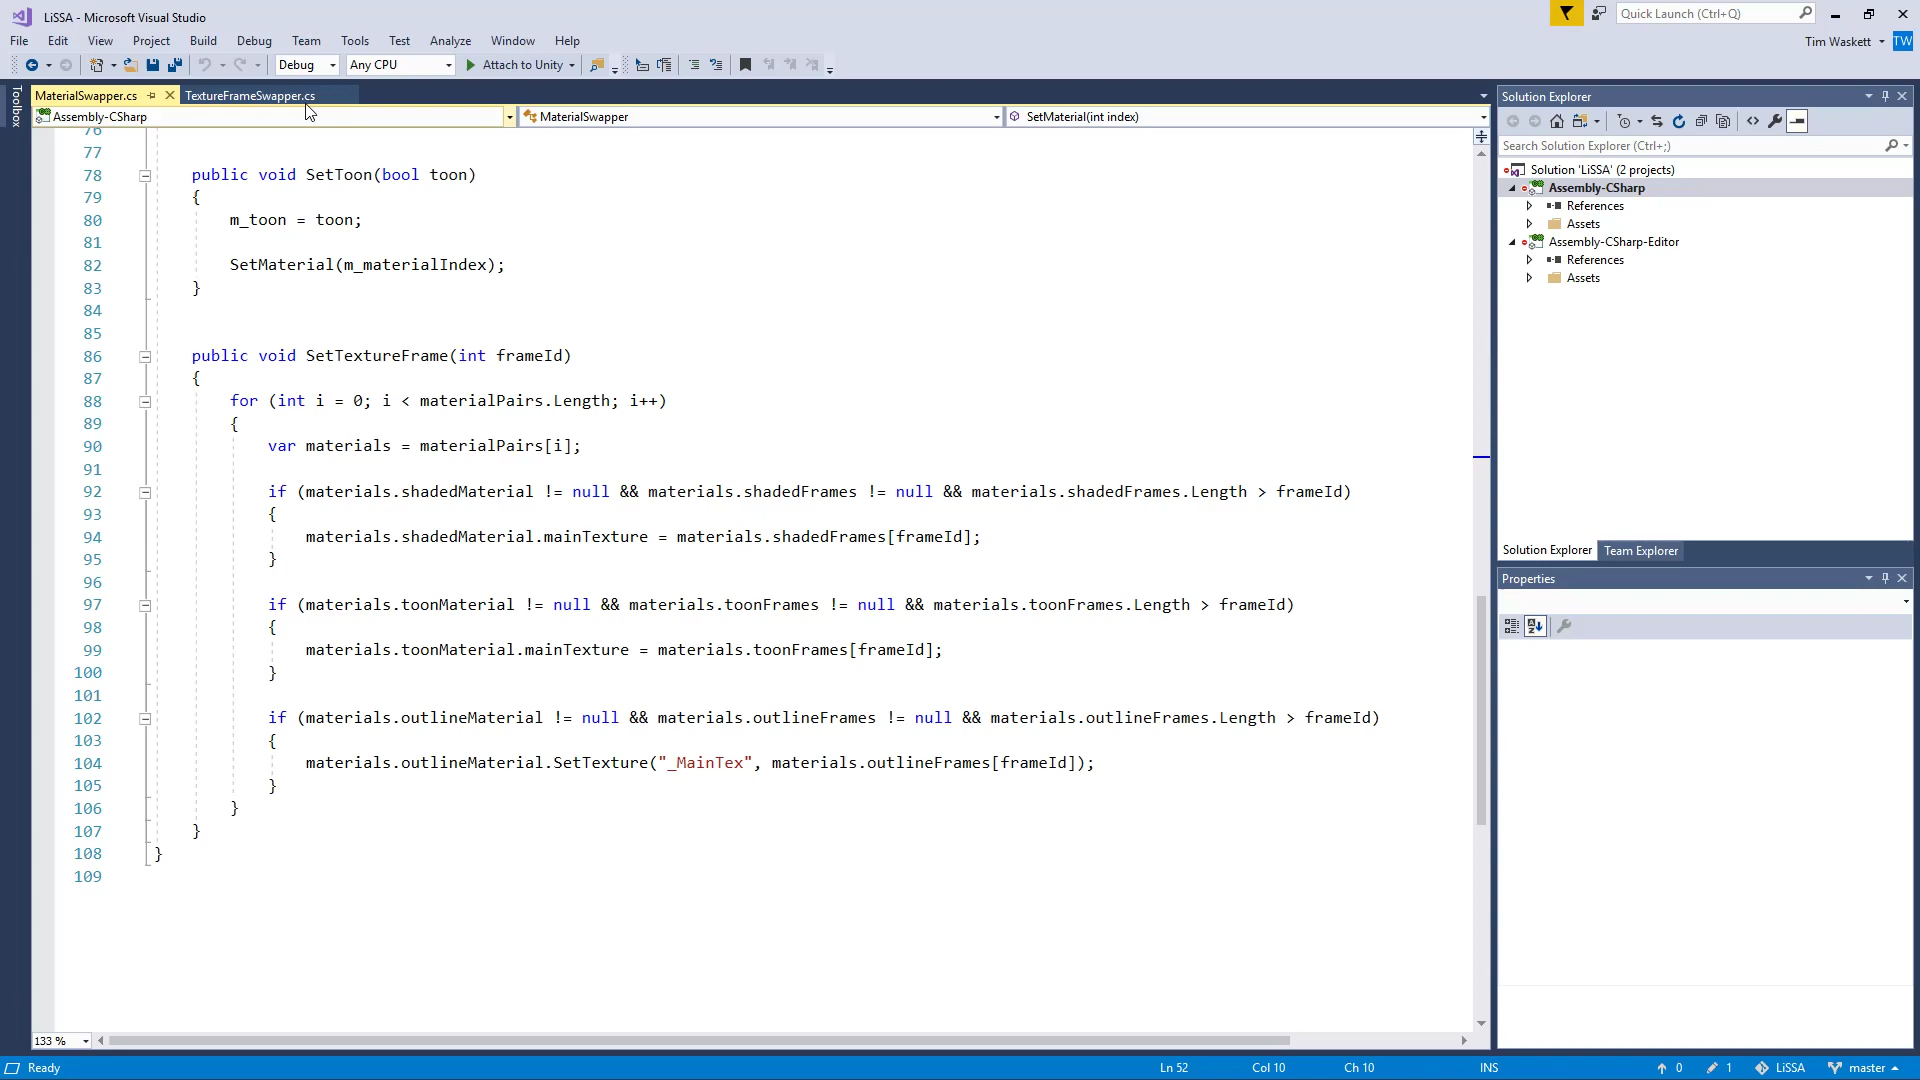 LiSSA - Microsoft Visual Studio
Quick Launch (Ctrl+Q)
File Edit View Project Build Debug Team Tools Test Analyze Window Help
Tim Waskett TW
Debug Any CPU Attach to Unity
Toolbox
MaterialSwapper.cs TextureFrameSwapper.cs
Assembly-CSharp MaterialSwapper SetMaterial(int index)
76
77
78 public void SetToon(bool toon)
79 {
80 m_toon = toon;
81
82 SetMaterial(m_materialIndex);
83 }
84
85
86 public void SetTextureFrame(int frameId)
87 {
88 for (int i = 0; i < materialPairs.Length; i++)
89 {
90 var materials = materialPairs[i];
91
92 if (materials.shadedMaterial != null && materials.shadedFrames != null && materials.shadedFrames.Length > frameId)
93 {
94 materials.shadedMaterial.mainTexture = materials.shadedFrames[frameId];
95 }
96
97 if (materials.toonMaterial != null && materials.toonFrames != null && materials.toonFrames.Length > frameId)
98 {
99 materials.toonMaterial.mainTexture = materials.toonFrames[frameId];
100 }
101
102 if (materials.outlineMaterial != null && materials.outlineFrames != null && materials.outlineFrames.Length > frameId)
103 {
104 materials.outlineMaterial.SetTexture("_MainTex", materials.outlineFrames[frameId]);
105 }
106 }
107 }
108 }
109
133 %
Solution Explorer
Search Solution Explorer (Ctrl+;)
Solution 'LiSSA' (2 projects)
Assembly-CSharp
References
Assets
Assembly-CSharp-Editor
References
Assets
Solution Explorer Team Explorer
Properties
Ready Ln 52 Col 10 Ch 10 INS 0 1 LiSSA master